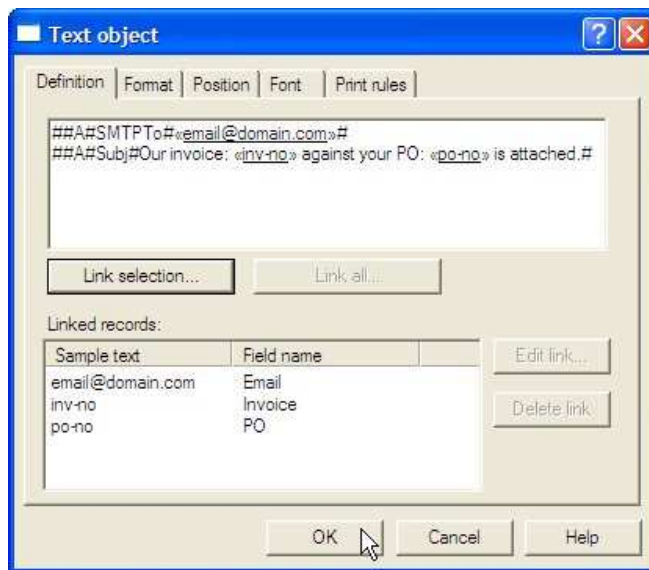 Text object
Definition Format Position Font Print rules
##A#SMTPTo#«email@domain.com»#
##A#Subj#Our invoice: «inv-no» against your PO: «po-no» is attached.#
Link selection... Link all...
Linked records:
Sample text Field name
email@domain.com Email
inv-no Invoice
po-no PO
Edit link...
Delete link
OK Cancel Help